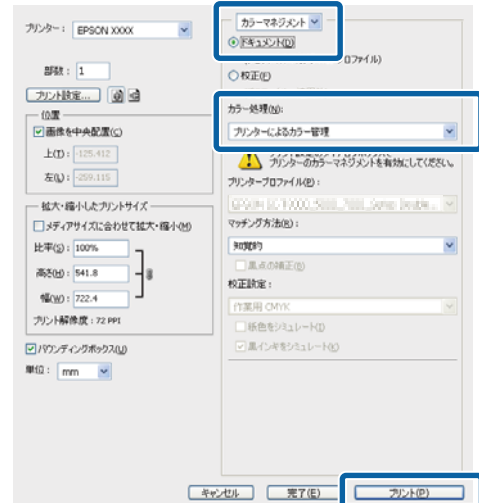 プリンター： EPSON XXXX
部数： 1
プリント設定...
位置
画像を中央配置(C)
上(T)： -125.412
左(L)： -259.115
拡大・縮小したプリントサイズ
メディアサイズに合わせて拡大・縮小(M)
比率(S)： 100%
高さ(H)： 541.8
幅(W)： 722.4
プリント解像度：72 PPI
バウンディングボックス(U)
単位： mm
カラーマネジメント
ドキュメント(D)
ロファイル)
校正(E)
カラー処理(N)：
プリンターによるカラー管理
プリンターのカラーマネジメントを有効にしてください。
プリンタープロファイル(P)：
マッチング方法(R)：
知覚的
黒点の補正(B)
校正設定：
作業用 CMYK
紙色をシミュレート(I)
黒インキをシミュレート(K)
キャンセル 完了(E) プリント(P)